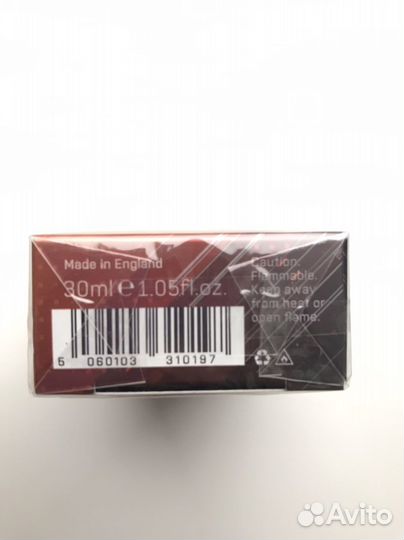 Made in England
30ml e 1.05fl.oz.
5 060103 310197
Caution:
Flammable.
Keep away
from heat or
open flame.
Avito